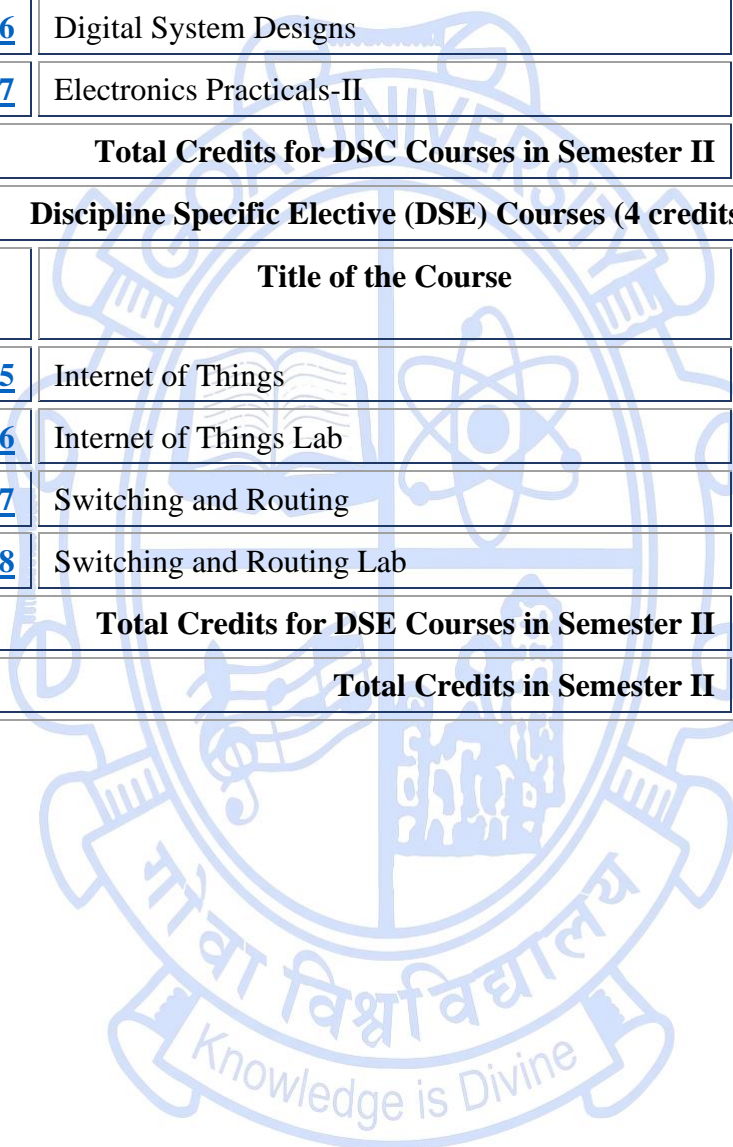 6 Digital System Designs
7 Electronics Practicals-II
Total Credits for DSC Courses in Semester II
Discipline Specific Elective (DSE) Courses (4 credits
Title of the Course
5 Internet of Things
6 Internet of Things Lab
7 Switching and Routing
8 Switching and Routing Lab
Total Credits for DSE Courses in Semester II
Total Credits in Semester II
GOA UNIVERSITY
गोंवा विश्वविद्यालय
Knowledge is Divine